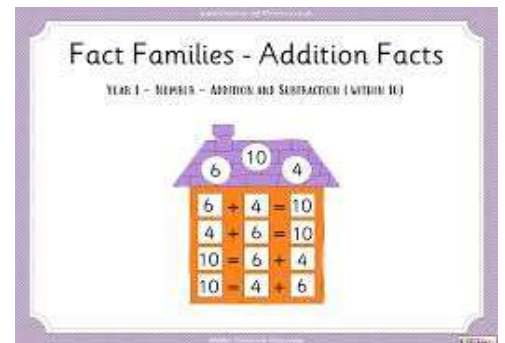 Fact Families - Addition Facts
Year 1 - Number - Addition and Subtraction (within 10)
6 10 4
6 + 4 = 10
4 + 6 = 10
10 = 6 + 4
10 = 4 + 6